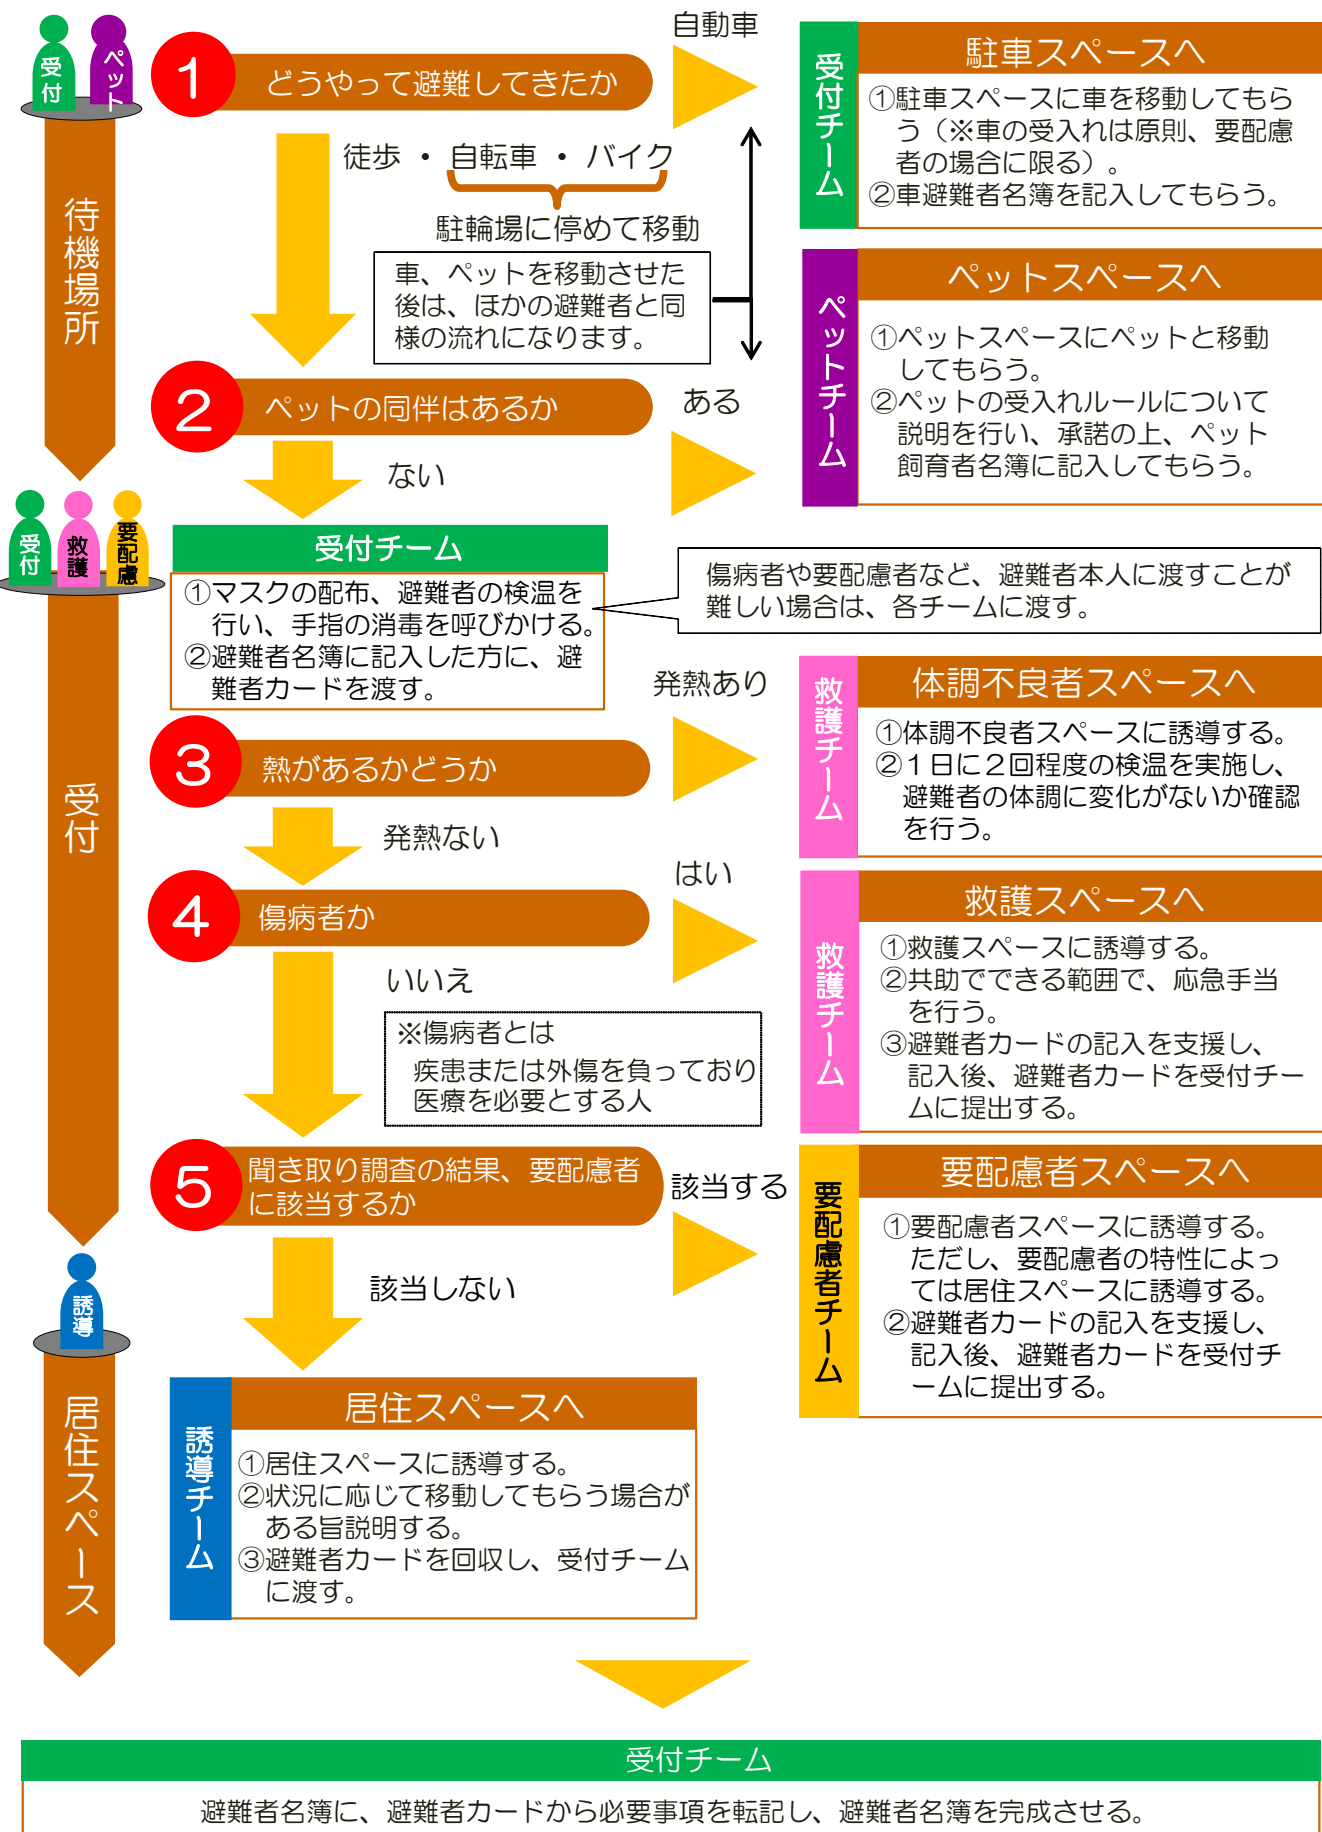 受付
ペット
待機場所
1
どうやって避難してきたか
自動車
徒歩 ・ 自転車 ・ バイク
駐輪場に停めて移動
車、ペットを移動させた
後は、ほかの避難者と同
様の流れになります。
受付チーム
駐車スペースへ
①駐車スペースに車を移動してもら
う（※車の受入れは原則、要配慮
者の場合に限る）。
②車避難者名簿を記入してもらう。
2
ペットの同伴はあるか
ある
ない
ペットチーム
ペットスペースへ
①ペットスペースにペットと移動
してもらう。
②ペットの受入れルールについて
説明を行い、承諾の上、ペット
飼育者名簿に記入してもらう。
受付
救護
要配慮
受付
受付チーム
①マスクの配布、避難者の検温を
行い、手指の消毒を呼びかける。
②避難者名簿に記入した方に、避
難者カードを渡す。
傷病者や要配慮者など、避難者本人に渡すことが
難しい場合は、各チームに渡す。
3
熱があるかどうか
発熱あり
発熱ない
救護チーム
体調不良者スペースへ
①体調不良者スペースに誘導する。
②１日に２回程度の検温を実施し、
避難者の体調に変化がないか確認
を行う。
4
傷病者か
はい
いいえ
※傷病者とは
疾患または外傷を負っており
医療を必要とする人
救護チーム
救護スペースへ
①救護スペースに誘導する。
②共助でできる範囲で、応急手当
を行う。
③避難者カードの記入を支援し、
記入後、避難者カードを受付チー
ムに提出する。
5
聞き取り調査の結果、要配慮者
に該当するか
該当する
該当しない
要配慮者チーム
要配慮者スペースへ
①要配慮者スペースに誘導する。
ただし、要配慮者の特性によっ
ては居住スペースに誘導する。
②避難者カードの記入を支援し、
記入後、避難者カードを受付チ
ームに提出する。
誘導
居住スペース
誘導チーム
居住スペースへ
①居住スペースに誘導する。
②状況に応じて移動してもらう場合が
ある旨説明する。
③避難者カードを回収し、受付チーム
に渡す。
受付チーム
避難者名簿に、避難者カードから必要事項を転記し、避難者名簿を完成させる。